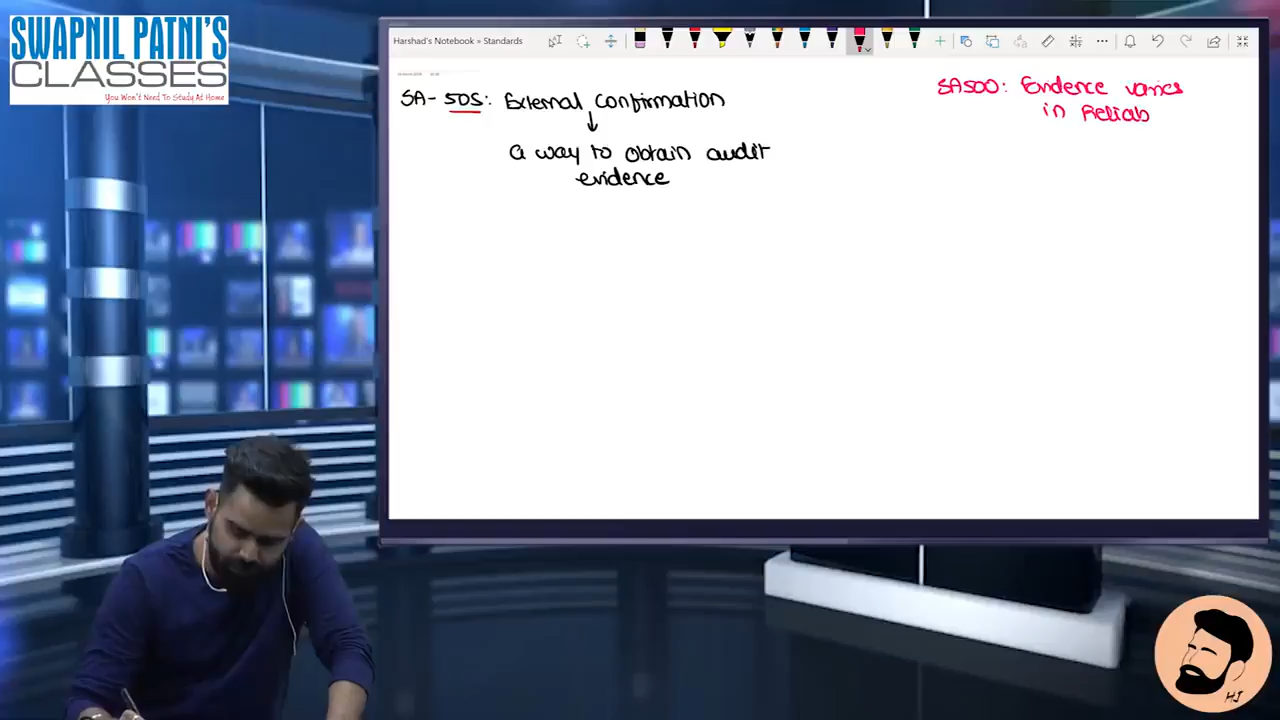 SWAPNIL PATNI'S
CLASSES
You Won't Need To Study At Home
Harshad's Notebook » Standards
SA- 505: External confirmation
a way to obtain audit
evidence
SA500: Evidence varies
in Reliab
HJ